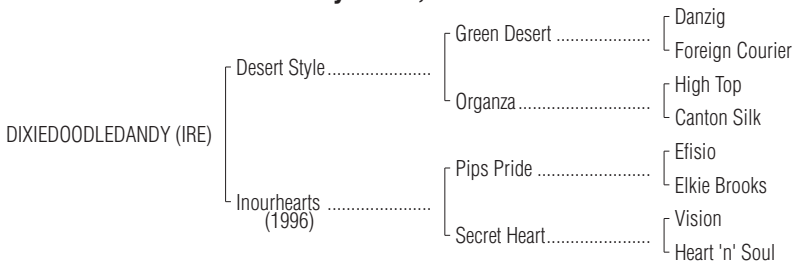 Danzig
Green Desert ....................
Foreign Courier
Desert Style......................
High Top
Organza ............................
Canton Silk
DIXIEDOODLEDANDY (IRE)
Efisio
Pips Pride ........................
Elkie Brooks
Inourhearts ......................
(1996)
Vision
Secret Heart......................
Heart 'n' Soul